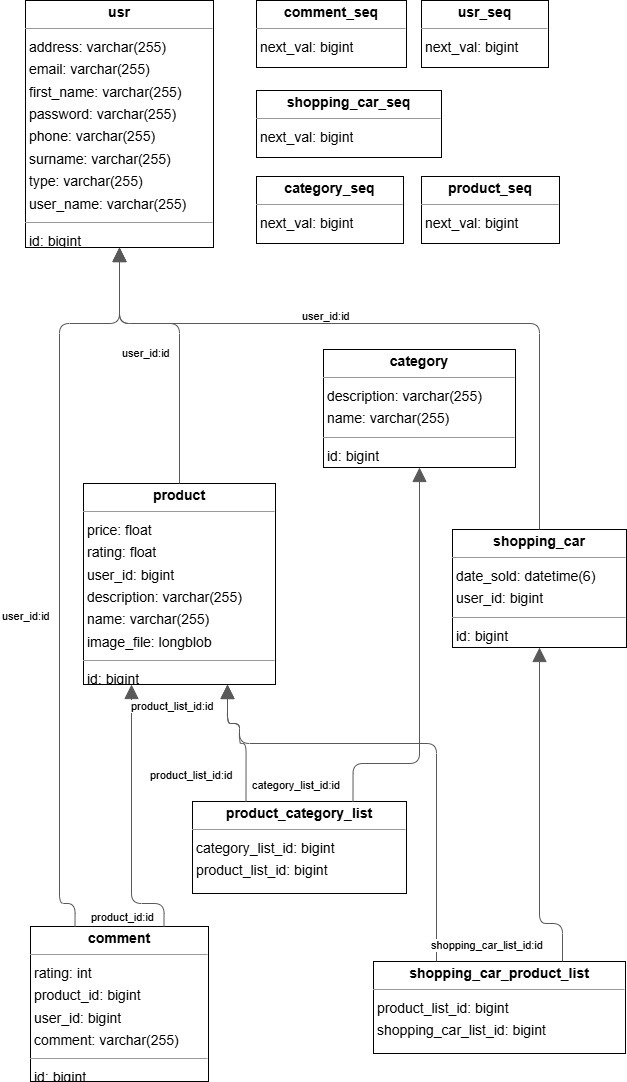 usr
address: varchar(255)
email: varchar(255)
first_name: varchar(255)
password: varchar(255)
phone: varchar(255)
surname: varchar(255)
type: varchar(255)
user_name: varchar(255)
id: bigint
comment_seq
next_val: bigint
usr_seq
next_val: bigint
shopping_car_seq
next_val: bigint
category_seq
next_val: bigint
product_seq
next_val: bigint
user_id:id
user_id:id
category
description: varchar(255)
name: varchar(255)
id: bigint
product
price: float
rating: float
user_id: bigint
description: varchar(255)
name: varchar(255)
image_file: longblob
id: bigint
shopping_car
date_sold: datetime(6)
user_id: bigint
id: bigint
user_id:id
product_list_id:id
product_list_id:id
category_list_id:id
product_category_list
category_list_id: bigint
product_list_id: bigint
product_id:id
comment
rating: int
product_id: bigint
user_id: bigint
comment: varchar(255)
id: bigint
shopping_car_list_id:id
shopping_car_product_list
product_list_id: bigint
shopping_car_list_id: bigint